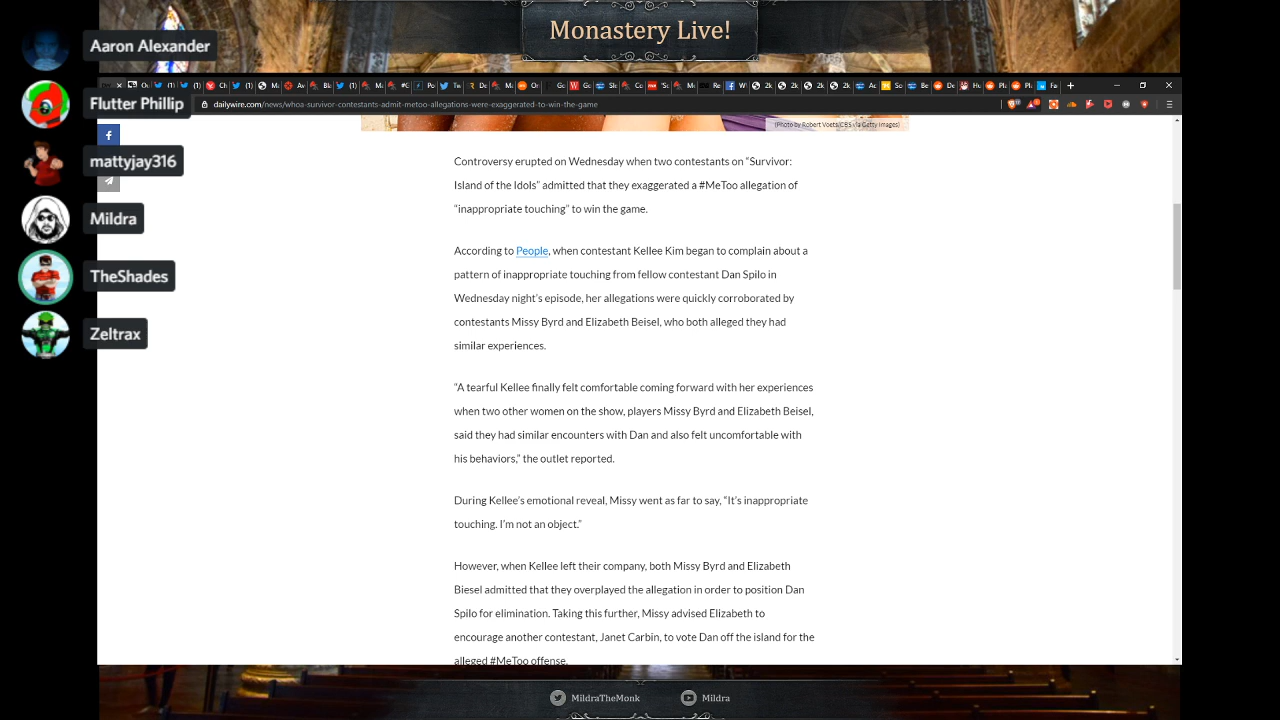 Monastery Live!
Aaron Alexander
Flutter Phillip
mattyjay316
Mildra
TheShades
Zeltrax
dailywire.com/news/whoa-survivor-contestants-admit-metoo-allegations-were-exaggerated-to-win-the-game
(Photo by Robert Voets/CBS via Getty Images)
Controversy erupted on Wednesday when two contestants on “Survivor:
Island of the Idols” admitted that they exaggerated a #MeToo allegation of
“inappropriate touching” to win the game.
According to People, when contestant Kellee Kim began to complain about a
pattern of inappropriate touching from fellow contestant Dan Spilo in
Wednesday night’s episode, her allegations were quickly corroborated by
contestants Missy Byrd and Elizabeth Beisel, who both alleged they had
similar experiences.
“A tearful Kellee finally felt comfortable coming forward with her experiences
when two other women on the show, players Missy Byrd and Elizabeth Beisel,
said they had similar encounters with Dan and also felt uncomfortable with
his behaviors,” the outlet reported.
During Kellee’s emotional reveal, Missy went as far to say, “It’s inappropriate
touching. I’m not an object.”
However, when Kellee left their company, both Missy Byrd and Elizabeth
Biesel admitted that they overplayed the allegation in order to position Dan
Spilo for elimination. Taking this further, Missy advised Elizabeth to
encourage another contestant, Janet Carbin, to vote Dan off the island for the
alleged #MeToo offense.
MildraTheMonk
Mildra